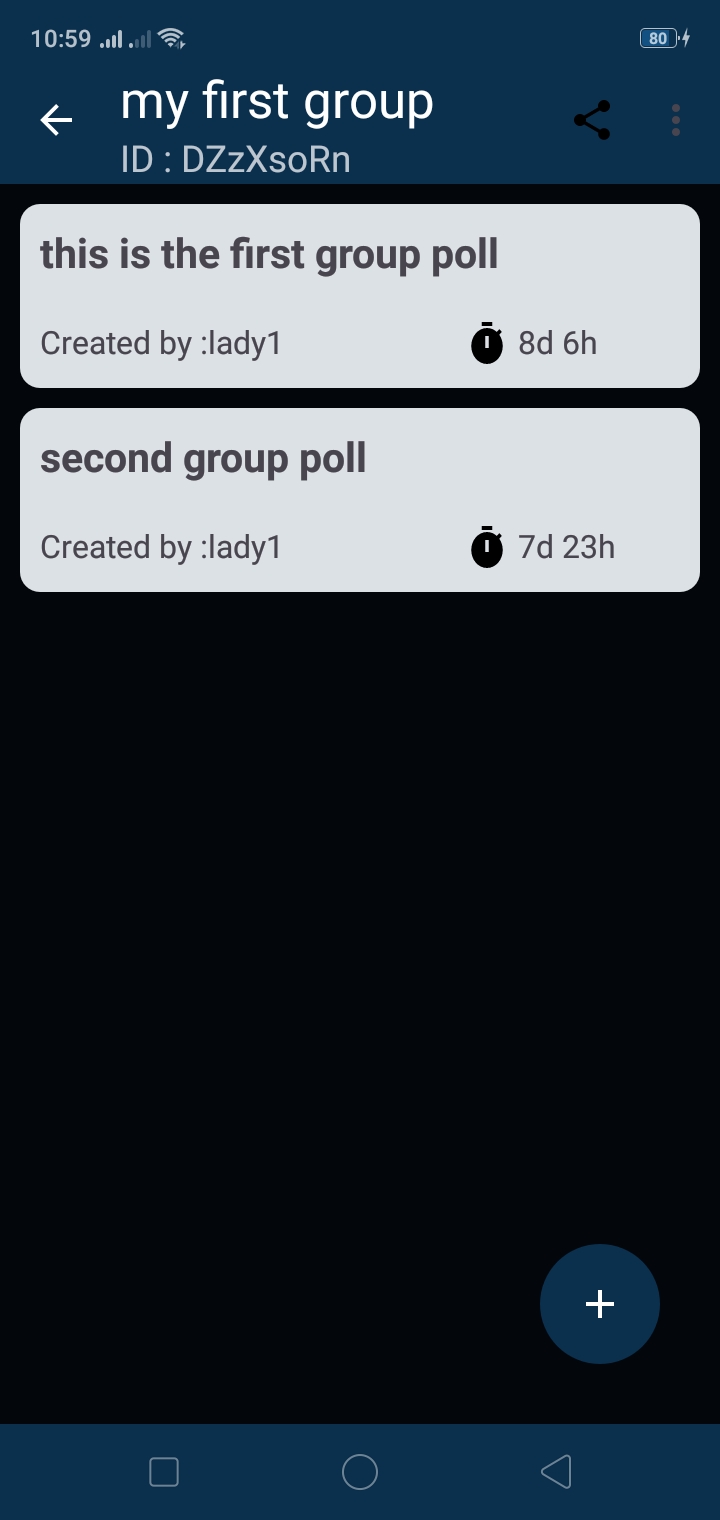 10:59
80
my first group
ID : DZzXsoRn
this is the first group poll
Created by :lady1
8d 6h
second group poll
Created by :lady1
7d 23h